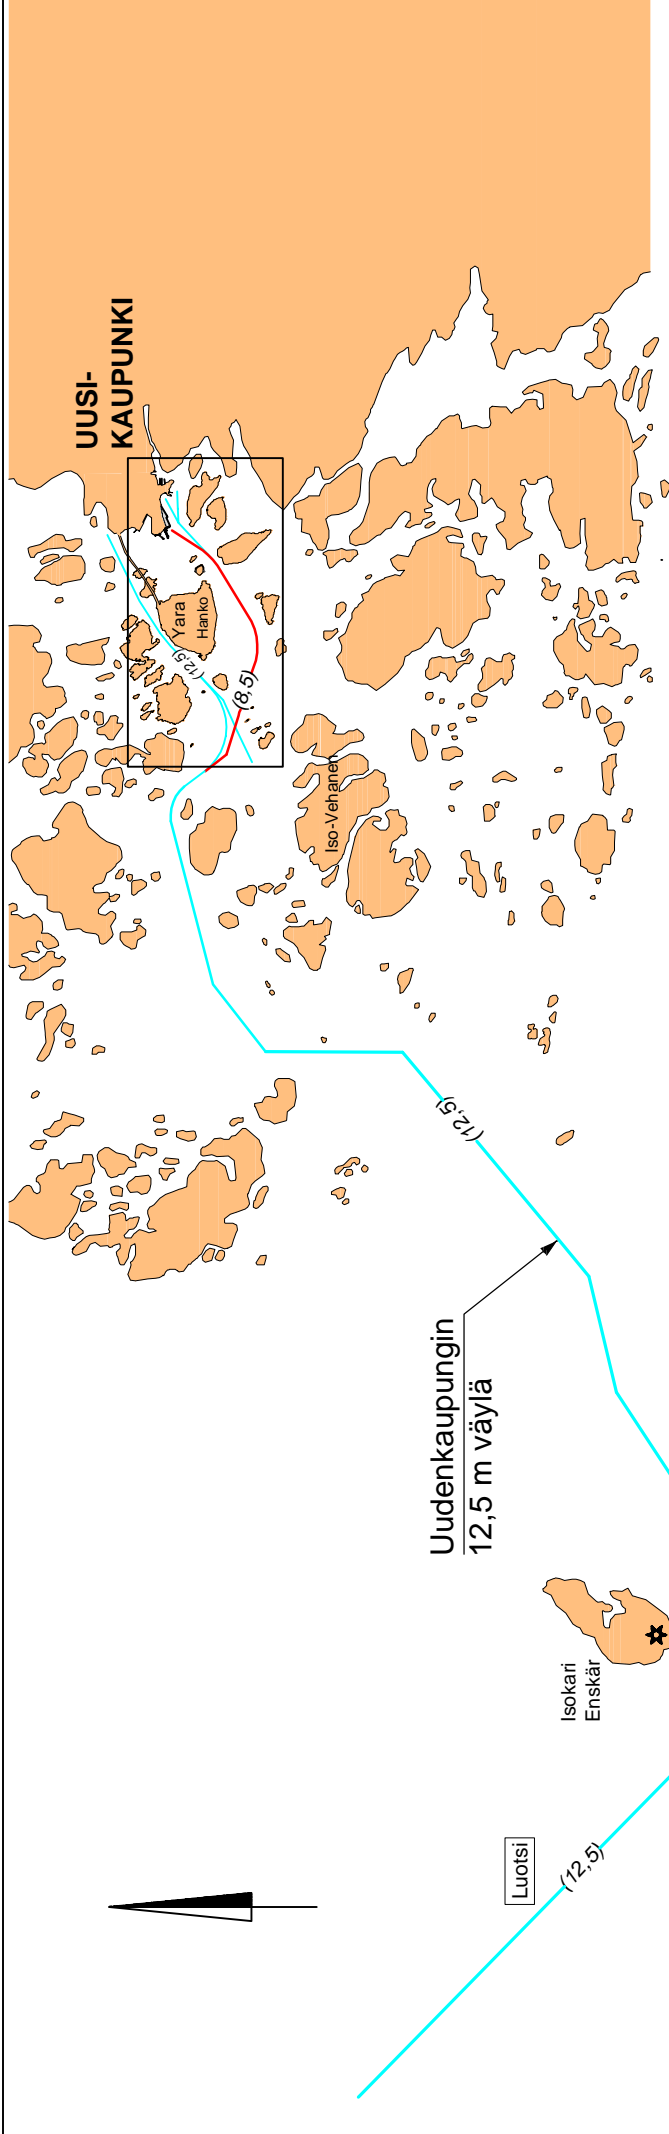 UUSI-
KAUPUNKI
Yara
Hanko
(12,5)
(8,5)
Iso-Vehanen
(12,5)
Uudenkaupungin
12,5 m väylä
Isokari
Enskär
Luotsi
(12,5)